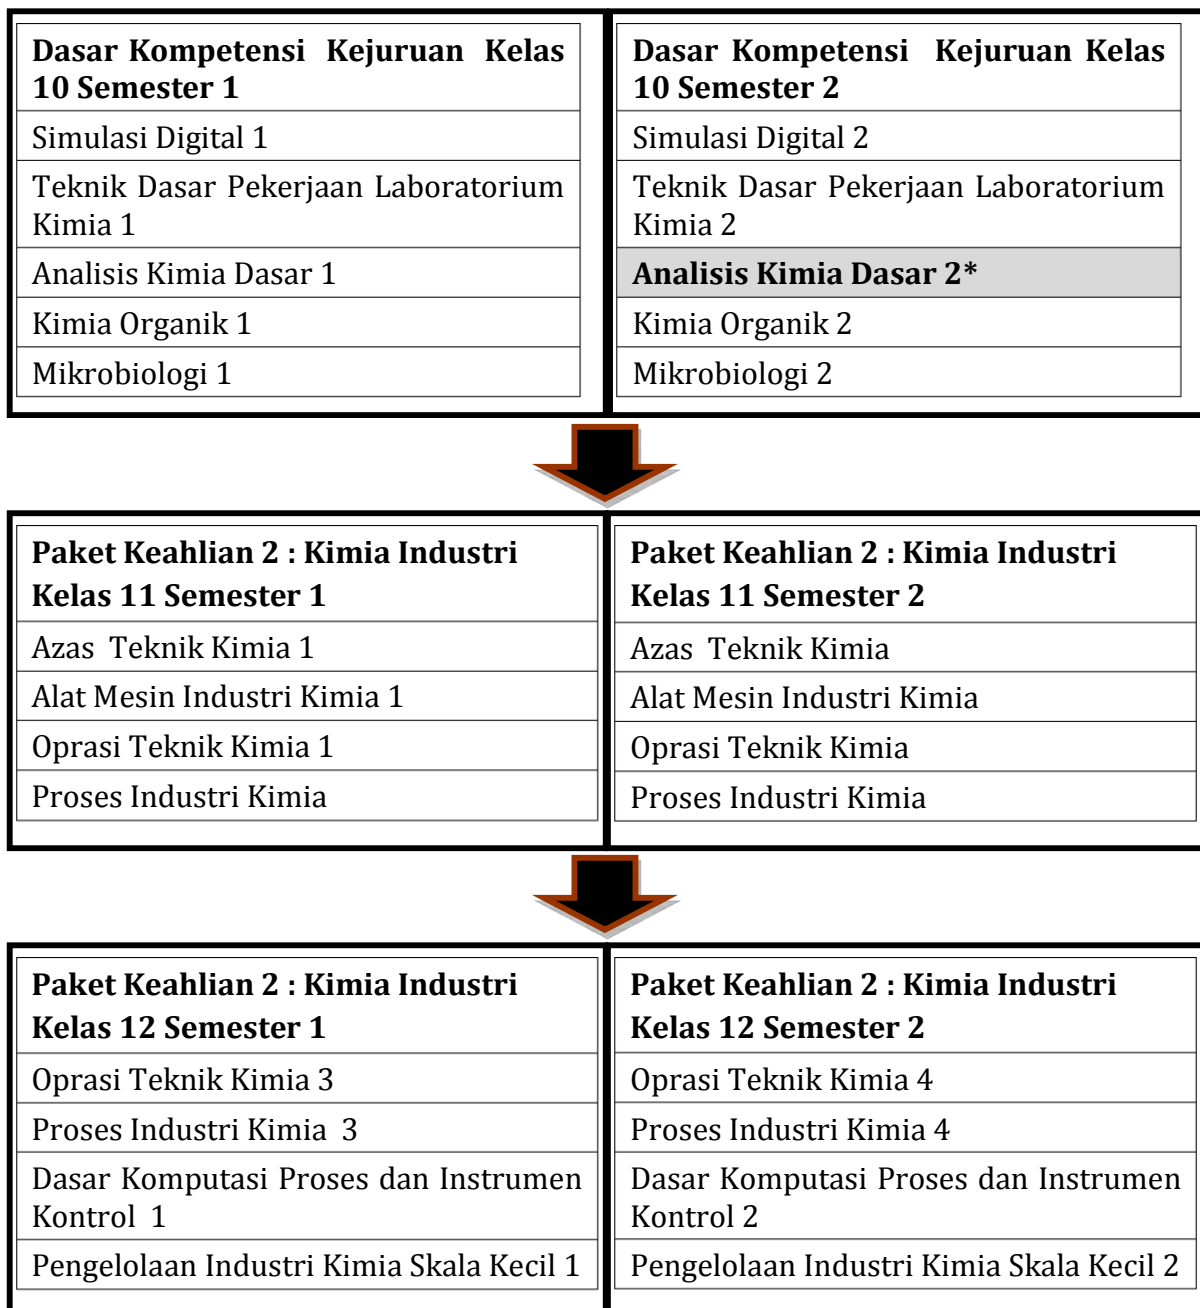 Dasar Kompetensi Kejuruan Kelas
10 Semester 1
Simulasi Digital 1
Teknik Dasar Pekerjaan Laboratorium
Kimia 1
Analisis Kimia Dasar 1
Kimia Organik 1
Mikrobiologi 1
Dasar Kompetensi Kejuruan Kelas
10 Semester 2
Simulasi Digital 2
Teknik Dasar Pekerjaan Laboratorium
Kimia 2
Analisis Kimia Dasar 2*
Kimia Organik 2
Mikrobiologi 2
Paket Keahlian 2 : Kimia Industri
Kelas 11 Semester 1
Azas Teknik Kimia 1
Alat Mesin Industri Kimia 1
Oprasi Teknik Kimia 1
Proses Industri Kimia
Paket Keahlian 2 : Kimia Industri
Kelas 11 Semester 2
Azas Teknik Kimia
Alat Mesin Industri Kimia
Oprasi Teknik Kimia
Proses Industri Kimia
Paket Keahlian 2 : Kimia Industri
Kelas 12 Semester 1
Oprasi Teknik Kimia 3
Proses Industri Kimia 3
Dasar Komputasi Proses dan Instrumen
Kontrol 1
Pengelolaan Industri Kimia Skala Kecil 1
Paket Keahlian 2 : Kimia Industri
Kelas 12 Semester 2
Oprasi Teknik Kimia 4
Proses Industri Kimia 4
Dasar Komputasi Proses dan Instrumen
Kontrol 2
Pengelolaan Industri Kimia Skala Kecil 2